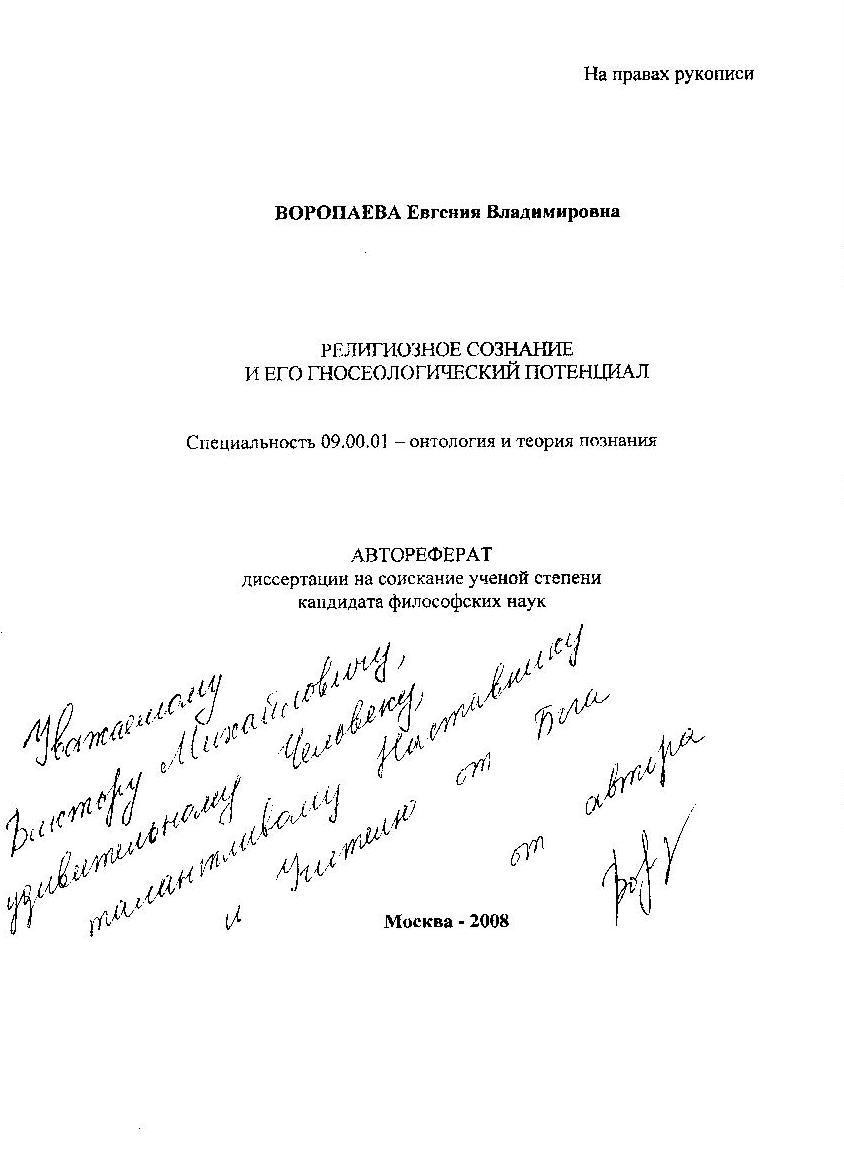 На правах рукописи
ВОРОПАЕВА Евгения Владимировна
РЕЛИГИОЗНОЕ СОЗНАНИЕ
И ЕГО ГНОСЕОЛОГИЧЕСКИЙ ПОТЕНЦИАЛ
Специальность 09.00.01 – онтология и теория познания
АВТОРЕФЕРАТ
диссертации на соискание ученой степени
кандидата философских наук
Уважаемому
Виктору Михайловичу,
удивительному Человеку,
талантливому Наставнику
и Учителю от Бога
от автора
Москва - 2008